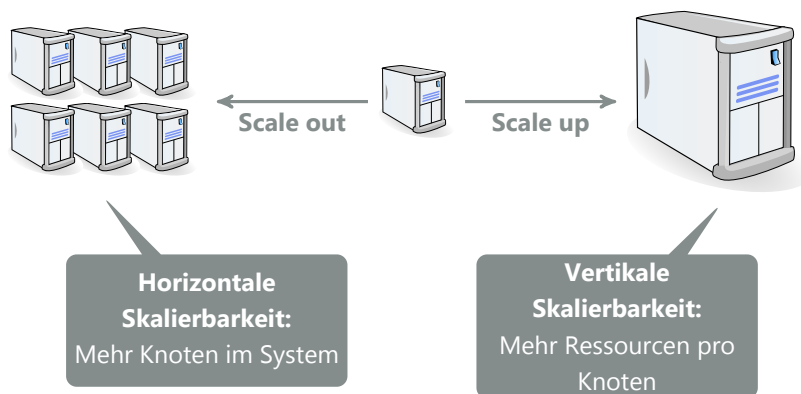 Scale out
Scale up
Horizontale
Skalierbarkeit:
Mehr Knoten im System
Vertikale
Skalierbarkeit:
Mehr Ressourcen pro
Knoten